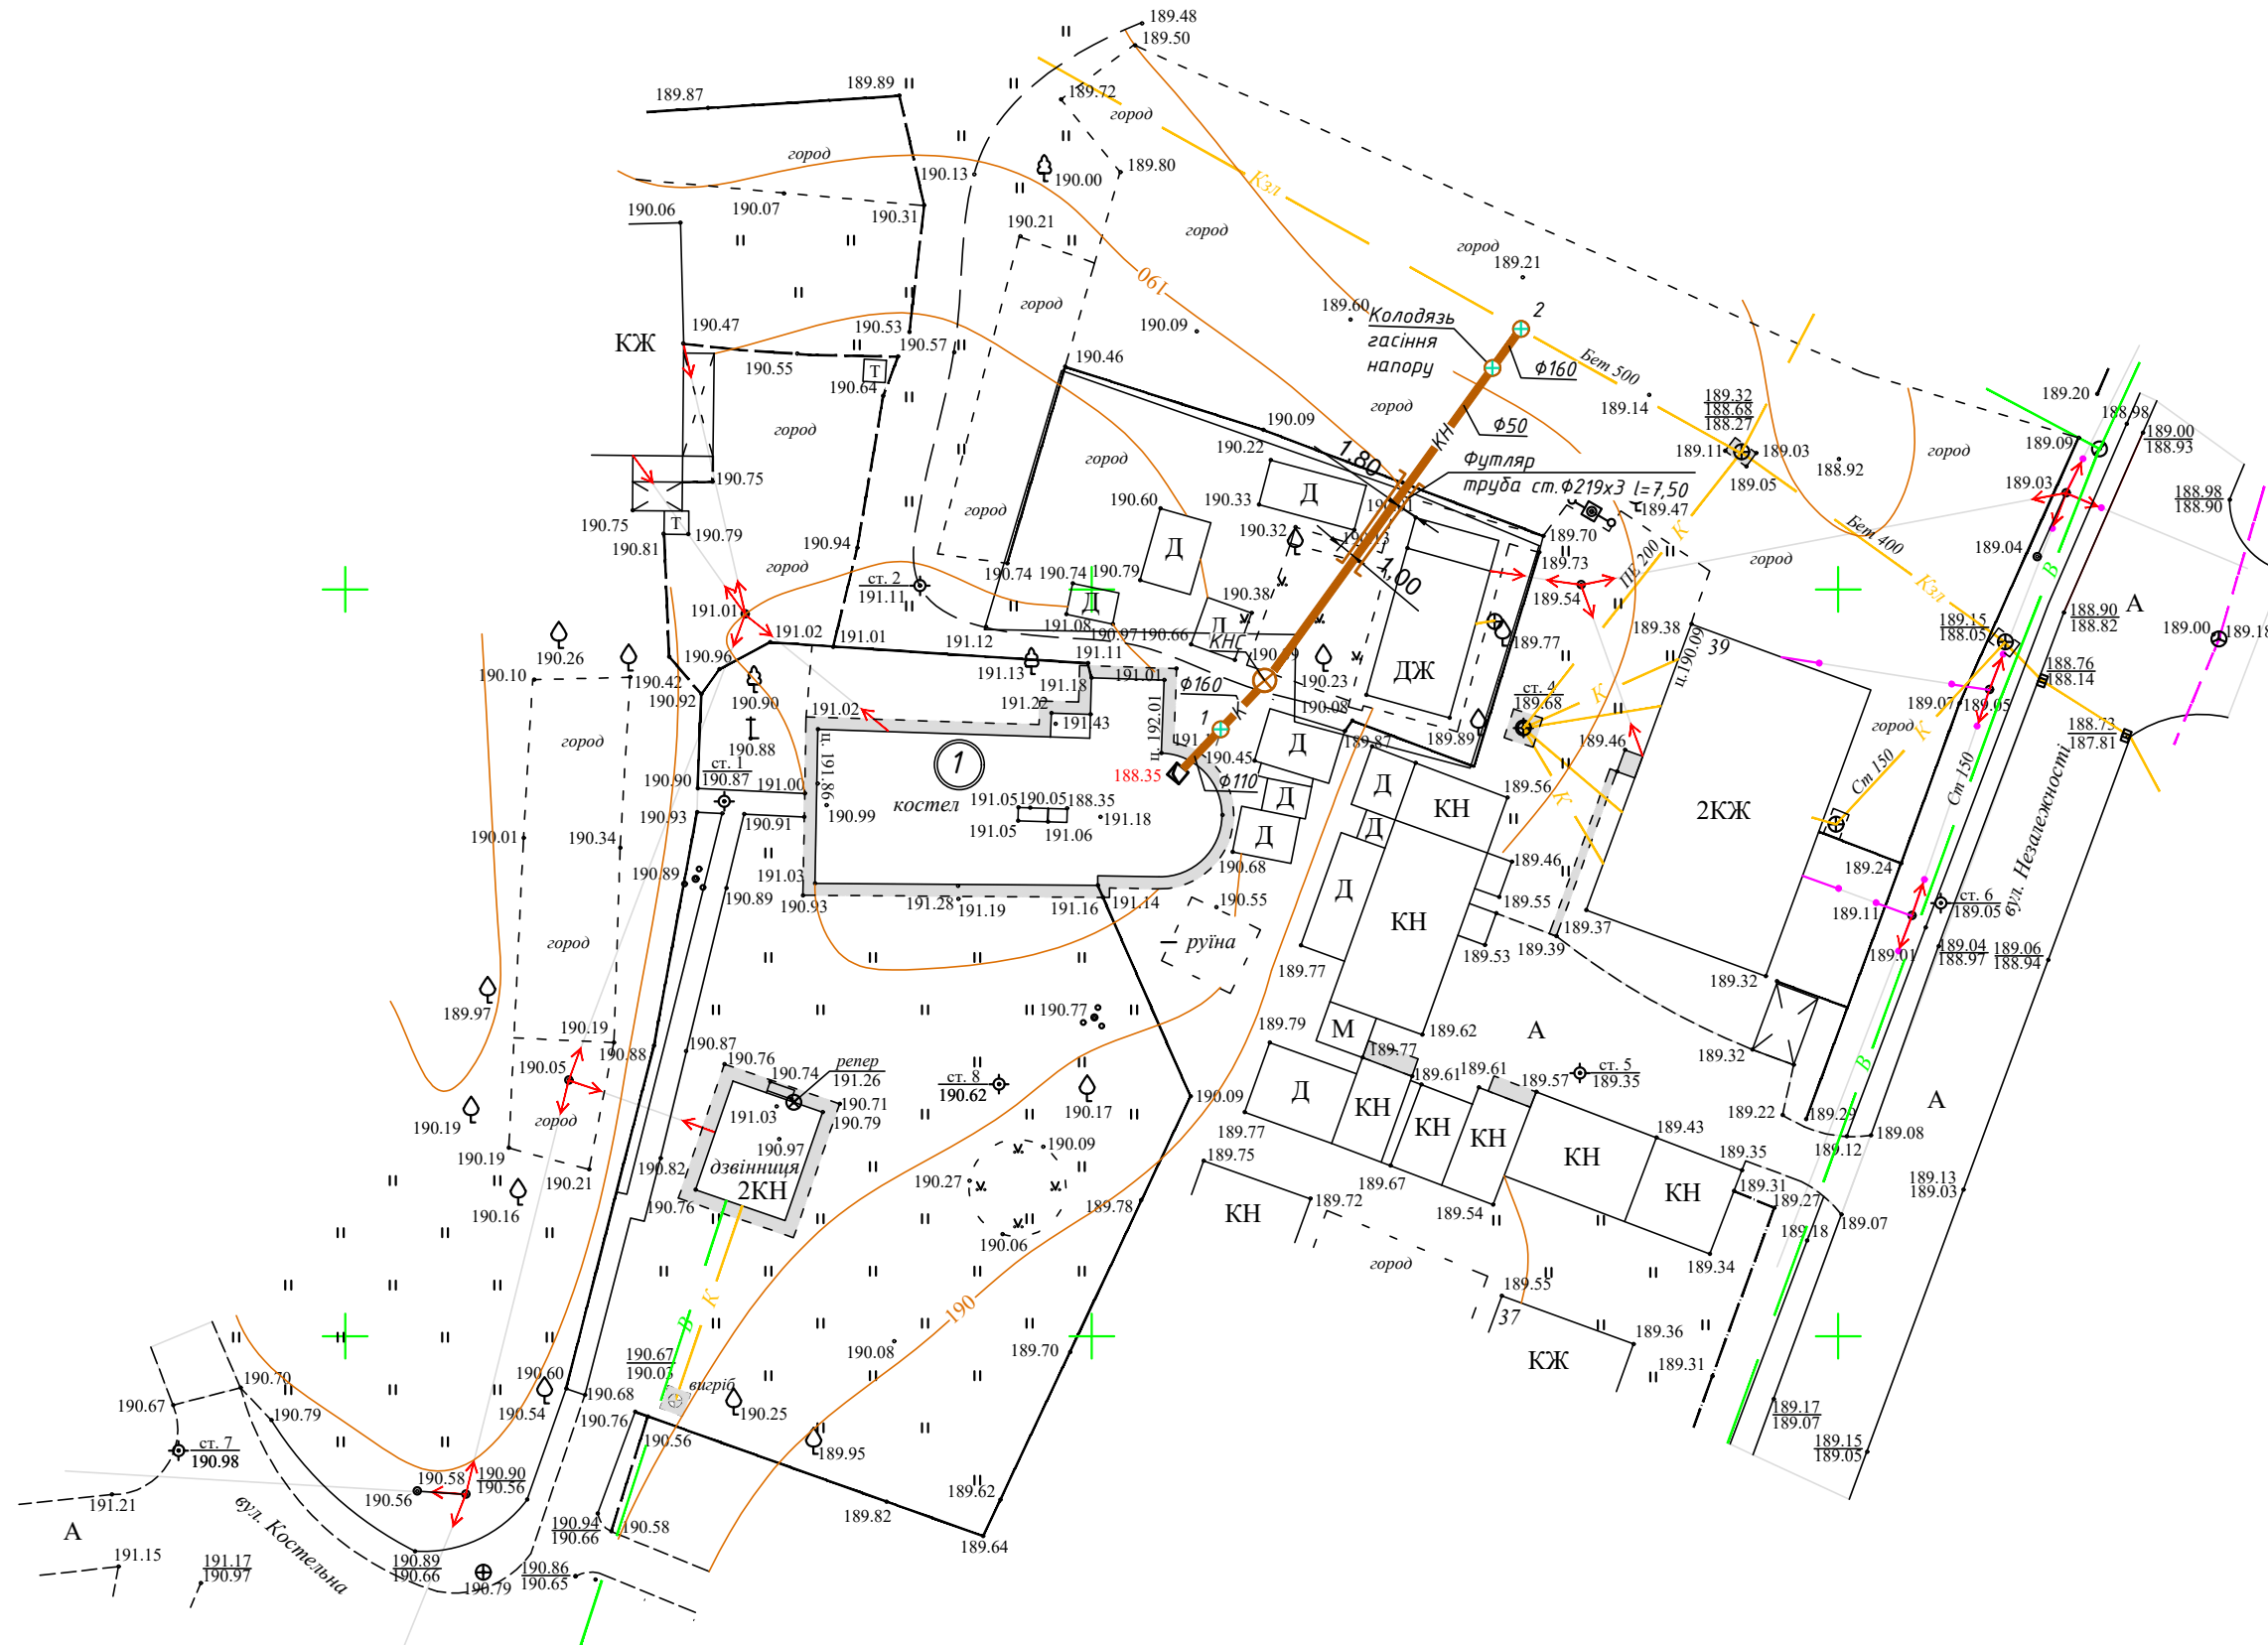 189.48
189.50
189.87
189.89
189.72
город
город
190.13
190.00
189.80
Кзл
190.06
190.07
190.31
190.21
город
город
189.21
190
город
189.60
190.09
2
Колодязь
гасіння
напору
190.47
190.53
190.57
КЖ
190.55
Т
190.64
190.46
Бет 500
ф160
189.14
189.32
188.68
188.27
189.20
188.98
189.00
188.93
город
190.09
190.22
город
КН
ф50
189.11
189.03
189.05
188.92
189.09
город
город
1,80
Футляр
труба ст.ф219х3 l=7,50
190.75
190.60
190.33
Д
189.03
188.98
188.90
189.47
190.75
Т
190.79
190.81
190.94
город
190.32
Д
189.70
189.73
ПЕ 200
К
Бет 400
город
189.04
В
город
190.74
190.74
190.79
1,00
189.54
Кзл
ст. 2
191.11
191.01
Д
191.08
190.38
Д
189.38
39
189.15
188.05
188.90
188.82
А
189.00
189.18
191.02
191.01
191.12
190.97
190.66
КНС
189.77
190.26
190.10
190.42
190.96
190.92
191.13
191.11
191.18
191.01
ф160
190.23
ДЖ
ст. 4
189.68
К
ц.190.09
188.76
188.14
190.90
191.02
191.22
191.43
ц. 192.01
1
К
190.08
189.07
189.05
город
К
188.73
187.81
190.88
город
1
190.45
Д
189.87
189.89
189.46
ст. 1
190.87
190.90
191.00
ц. 191.86
188.35
ф110
Д
КН
189.56
К
Ст 150
Ст 150
вул. Незалежності
костел
191.05
190.05
188.35
190.93
190.91
190.99
191.05
191.06
191.18
Д
Д
Д
2КЖ
190.01
190.34
190.68
189.46
189.24
190.89
191.03
190.89
190.93
191.28
191.19
191.16
191.14
190.55
Д
КН
189.55
189.37
189.11
ст. 6
189.05
город
руїна
189.77
189.53
189.39
189.01
189.04
188.97
189.06
188.94
189.97
190.77
189.32
190.19
190.88
190.87
189.79
М
189.62
А
189.32
190.05
190.76
190.74
репер
191.26
ст. 8
190.62
189.77
189.61
189.61
189.57
ст. 5
189.35
В
190.19
город
191.03
190.71
190.79
190.17
190.09
Д
КН
КН
КН
189.22
189.29
189.08
А
190.19
190.21
190.82
190.97
дзвінниця
2КН
190.09
189.77
189.75
КН
189.43
189.35
189.12
190.16
190.76
190.27
189.78
189.67
КН
189.31
189.27
189.13
189.03
КН
189.72
189.54
189.18
189.07
190.06
город
189.34
К
В
190
189.55
37
190.67
190.03
190.08
189.70
189.36
КЖ
189.31
190.70
190.60
вигріб
190.67
190.79
190.54
190.68
190.76
190.25
189.17
189.07
ст. 7
190.98
190.56
189.95
189.15
189.05
190.58
190.90
190.56
190.56
191.21
189.62
189.82
А
вул. Костельна
190.94
190.66
190.58
189.64
191.15
191.17
190.97
190.89
190.66
190.79
190.86
190.65